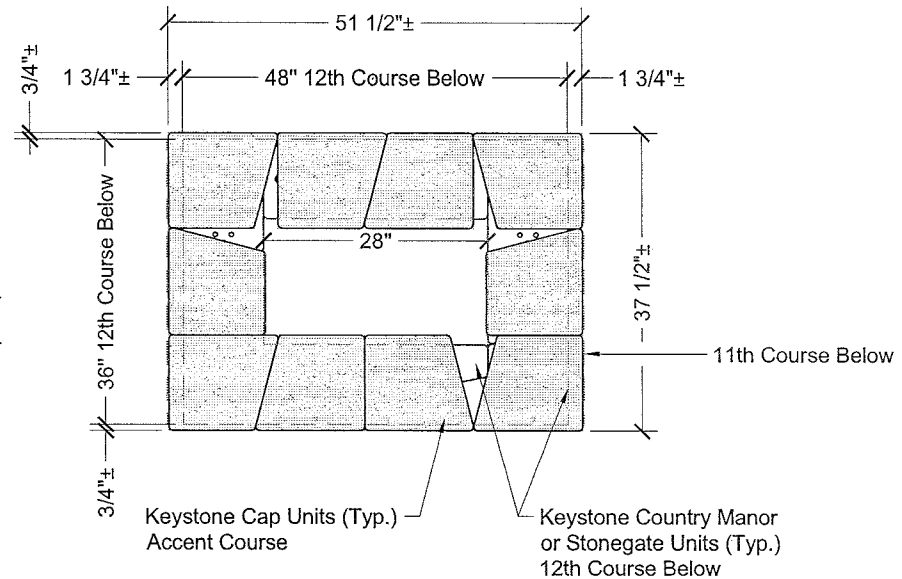 51 1/2"±
3/4"±
1 3/4"±
48" 12th Course Below
1 3/4"±
36" 12th Course Below
28"
37 1/2"±
11th Course Below
3/4"±
Keystone Cap Units (Typ.)
Accent Course
Keystone Country Manor
or Stonegate Units (Typ.)
12th Course Below